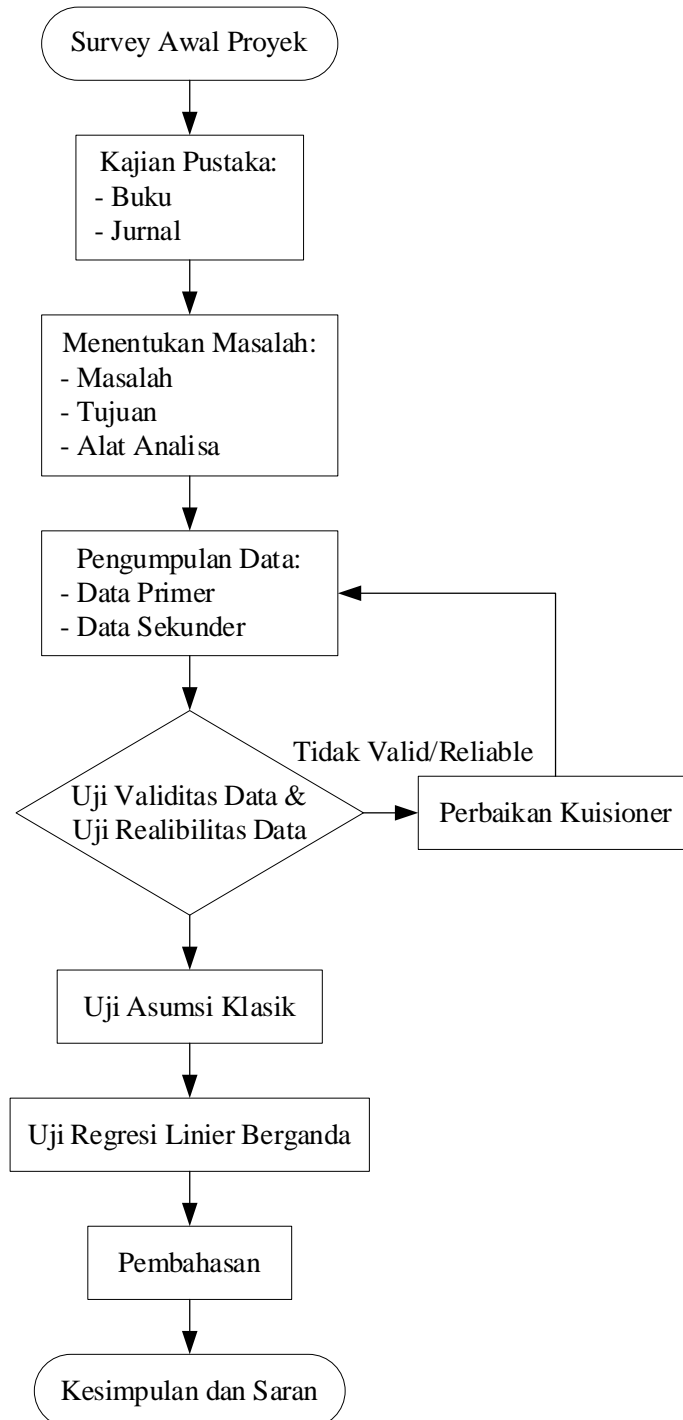 Survey Awal Proyek
Kajian Pustaka:
- Buku
- Jurnal
Menentukan Masalah:
- Masalah
- Tujuan
- Alat Analisa
Pengumpulan Data:
- Data Primer
- Data Sekunder
Tidak Valid/Reliable
Uji Validitas Data &
Uji Realibilitas Data
Perbaikan Kuisioner
Uji Asumsi Klasik
Uji Regresi Linier Berganda
Pembahasan
Kesimpulan dan Saran